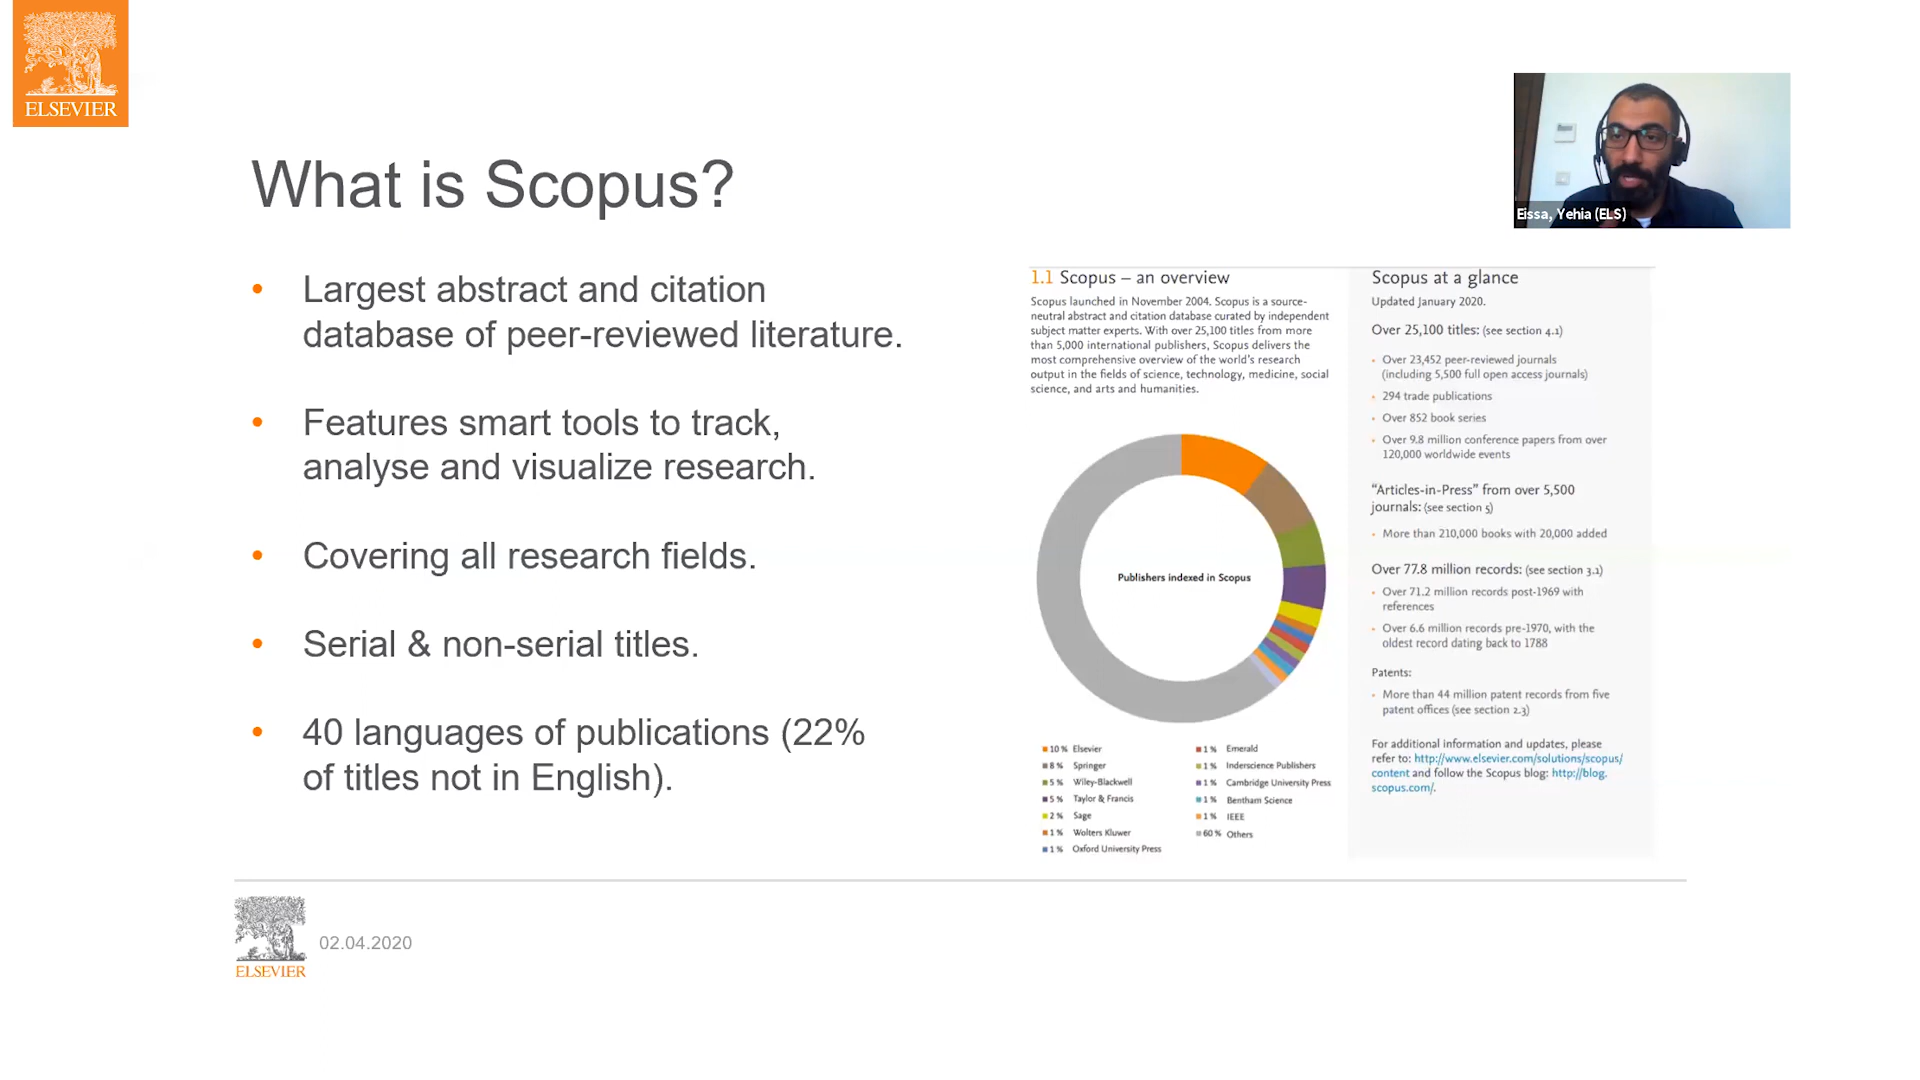 ELSEVIER
What is Scopus?
Eissa, Yehia (ELS)
• Largest abstract and citation
database of peer-reviewed literature.
• Features smart tools to track,
analyse and visualize research.
• Covering all research fields.
• Serial & non-serial titles.
• 40 languages of publications (22%
of titles not in English).
1.1 Scopus – an overview
Scopus launched in November 2004. Scopus is a source-
neutral abstract and citation database curated by independent
subject matter experts. With over 25,100 titles from more
than 5,000 international publishers, Scopus delivers the
most comprehensive overview of the world's research
output in the fields of science, technology, medicine, social
science, and arts and humanities.
Publishers indexed in Scopus
10% Elsevier
8% Springer
5% Wiley-Blackwell
5% Taylor & Francis
2% Sage
1% Wolters Kluwer
1% Oxford University Press
1% Emerald
1% Inderscience Publishers
1% Cambridge University Press
1% Bentham Science
1% IEEE
60% Others
Scopus at a glance
Updated January 2020.
Over 25,100 titles: (see section 4.1)
• Over 23,452 peer-reviewed journals
(including 5,500 full open access journals)
• 294 trade publications
• Over 852 book series
• Over 9.8 million conference papers from over
120,000 worldwide events
“Articles-in-Press” from over 5,500
journals: (see section 5)
• More than 210,000 books with 20,000 added
Over 77.8 million records: (see section 3.1)
• Over 71.2 million records post-1969 with
references
• Over 6.6 million records pre-1970, with the
oldest record dating back to 1788
Patents:
• More than 44 million patent records from five
patent offices (see section 2.3)
For additional information and updates, please
refer to: http://www.elsevier.com/solutions/scopus/
content and follow the Scopus blog: http://blog.
scopus.com/.
ELSEVIER
02.04.2020